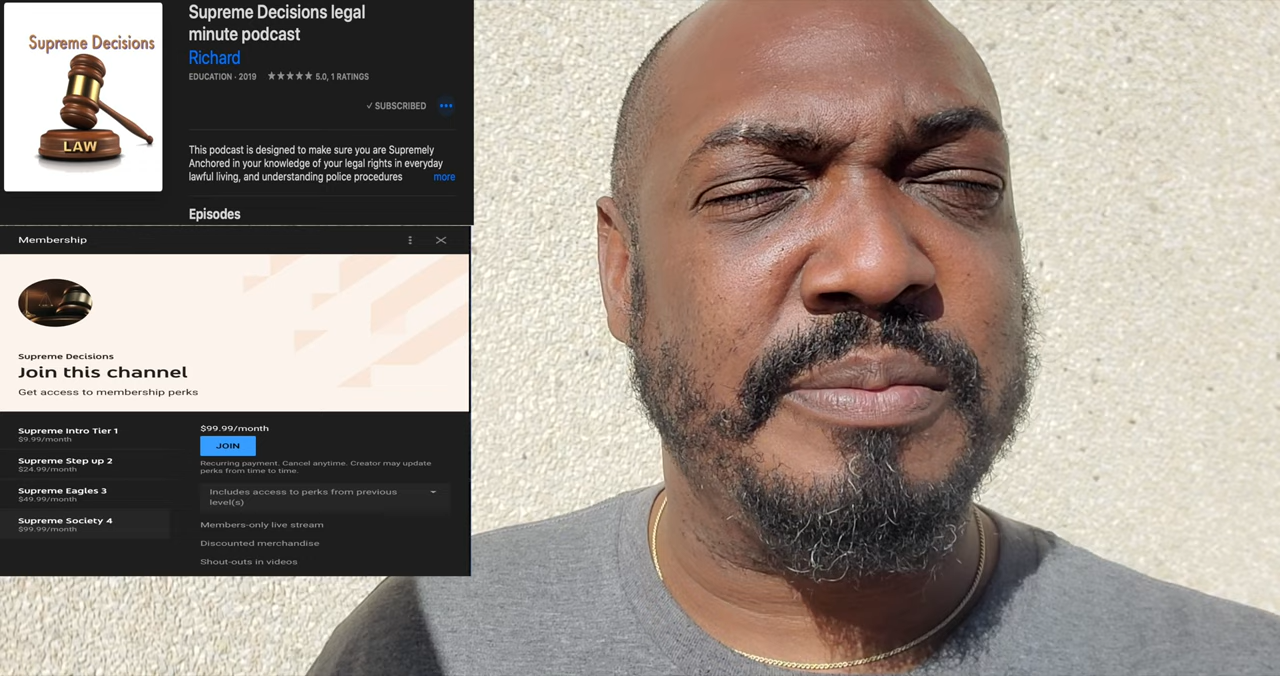 Supreme Decisions
LAW
Supreme Decisions legal
minute podcast
Richard
EDUCATION · 2019 ★★★★★ 5.0, 1 RATINGS
✓ SUBSCRIBED
This podcast is designed to make sure you are Supremely
Anchored in your knowledge of your legal rights in everyday
lawful living, and understanding police procedures more
Episodes
Membership
Supreme Decisions
Join this channel
Get access to membership perks
Supreme Intro Tier 1
$9.99/month
Supreme Step up 2
$24.99/month
Supreme Eagles 3
$49.99/month
Supreme Society 4
$99.99/month
$99.99/month
JOIN
Recurring payment. Cancel anytime. Creator may update
perks from time to time.
Includes access to perks from previous
level(s)
Members-only live stream
Discounted merchandise
Shout-outs in videos